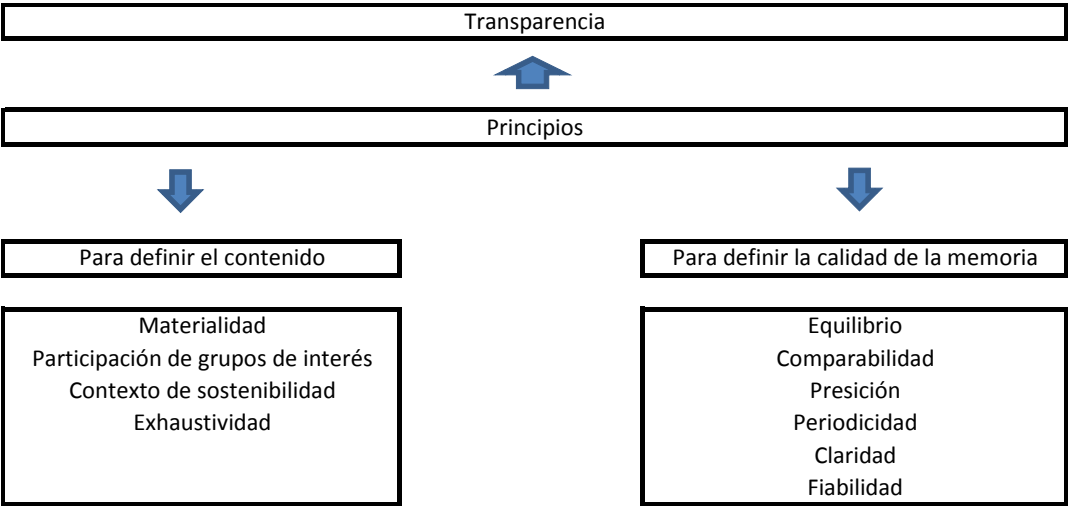 Transparencia
Principios
Para definir el contenido
Materialidad
Participación de grupos de interés
Contexto de sostenibilidad
Exhaustividad
Para definir la calidad de la memoria
Equilibrio
Comparabilidad
Presición
Periodicidad
Claridad
Fiabilidad